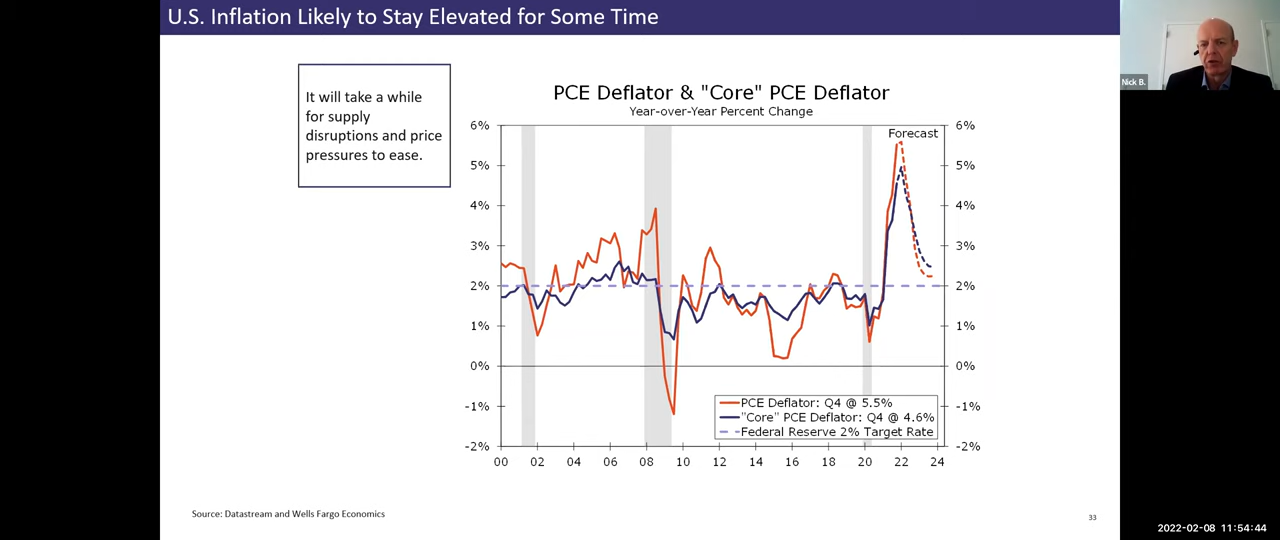 U.S. Inflation Likely to Stay Elevated for Some Time
Nick B.
It will take a while
for supply
disruptions and price
pressures to ease.
PCE Deflator & "Core" PCE Deflator
Year-over-Year Percent Change
Forecast
6% 6%
5% 5%
4% 4%
3% 3%
2% 2%
1% 1%
0% 0%
-1% -1%
-2% -2%
PCE Deflator: Q4 @ 5.5%
"Core" PCE Deflator: Q4 @ 4.6%
Federal Reserve 2% Target Rate
00 02 04 06 08 10 12 14 16 18 20 22 24
Source: Datastream and Wells Fargo Economics
33
2022-02-08 11:54:44